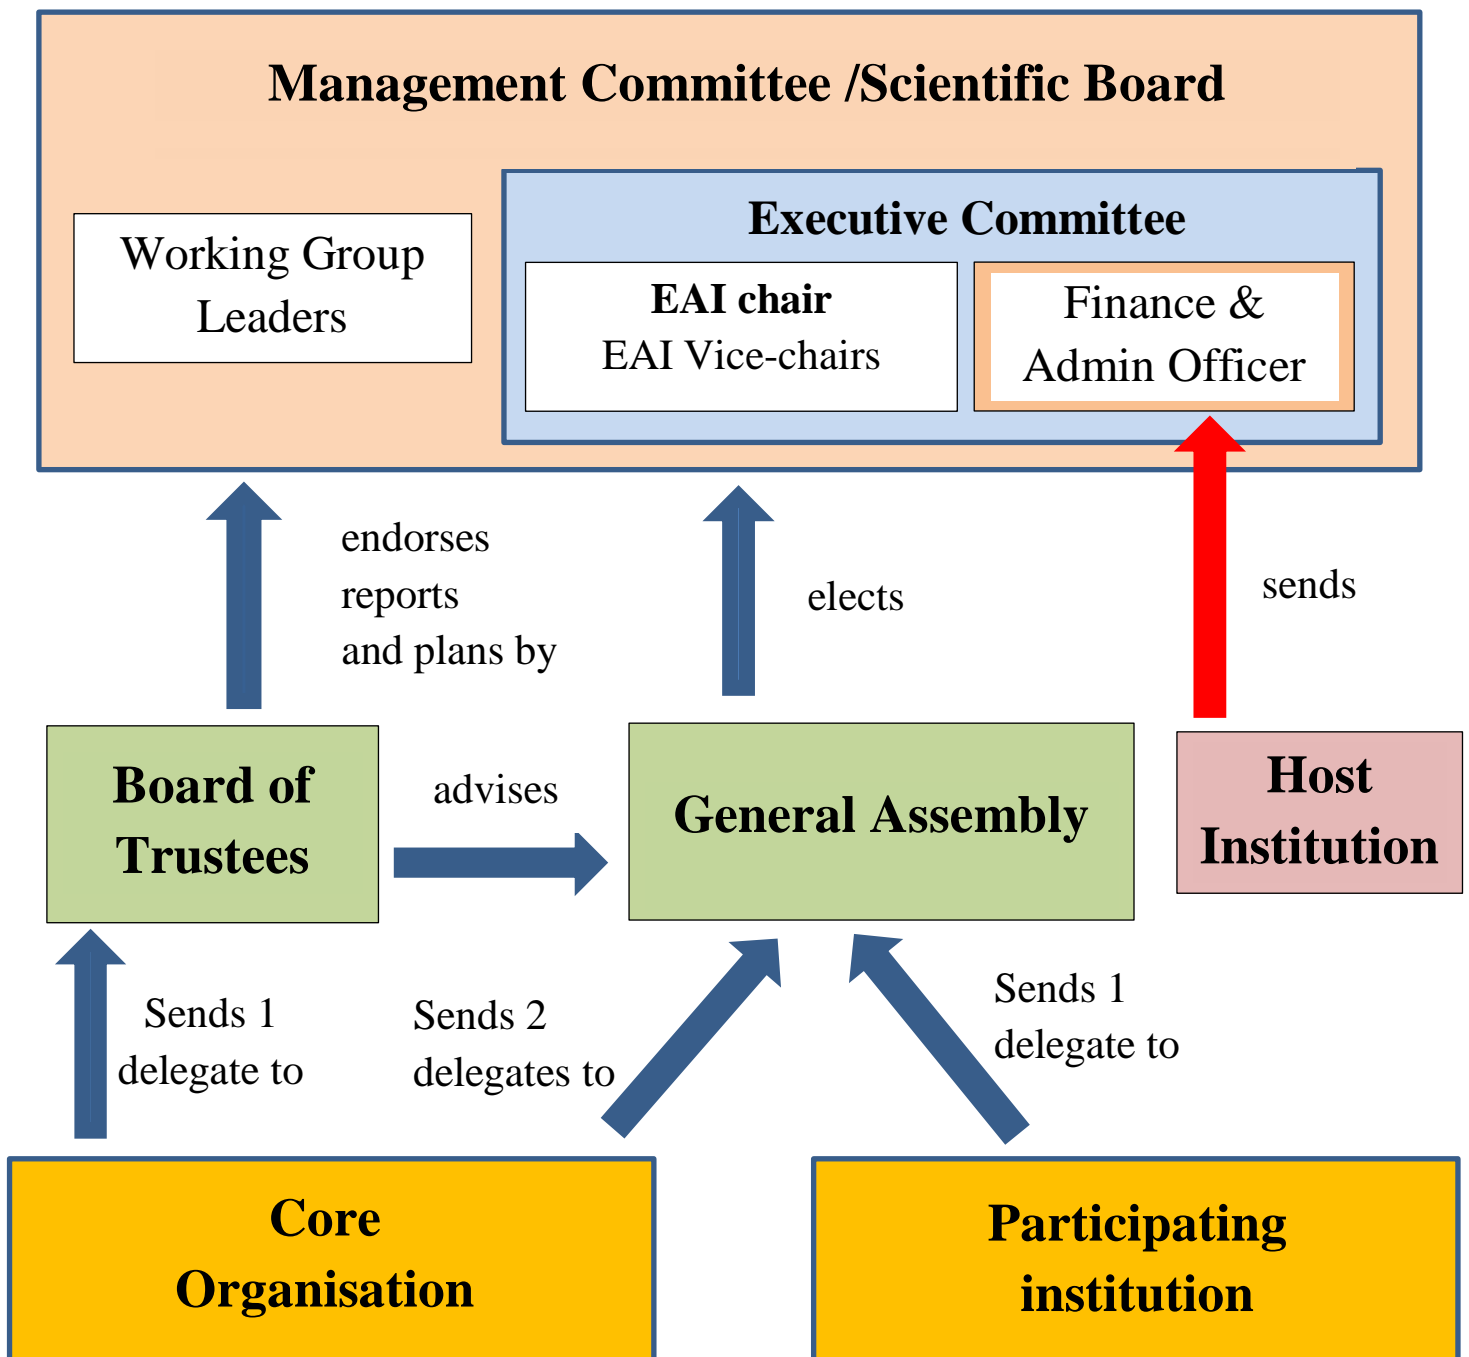 Management Committee /Scientific Board
Working Group
Leaders
Executive Committee
EAI chair
EAI Vice-chairs
Finance &
Admin Officer
endorses
reports
and plans by
elects
sends
Board of
Trustees
advises
General Assembly
Host
Institution
Sends 1
delegate to
Sends 2
delegates to
Sends 1
delegate to
Core
Organisation
Participating
institution